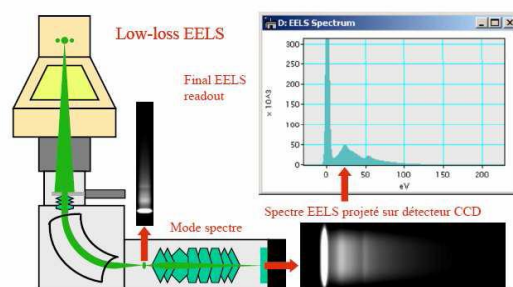 Low-loss EELS
Final EELS
readout
Mode spectre
D: EELS Spectrum
300
250
200
150
100
50
0
x 10^3
0
50
100
150
200
eV
Spectre EELS projeté sur détecteur CCD